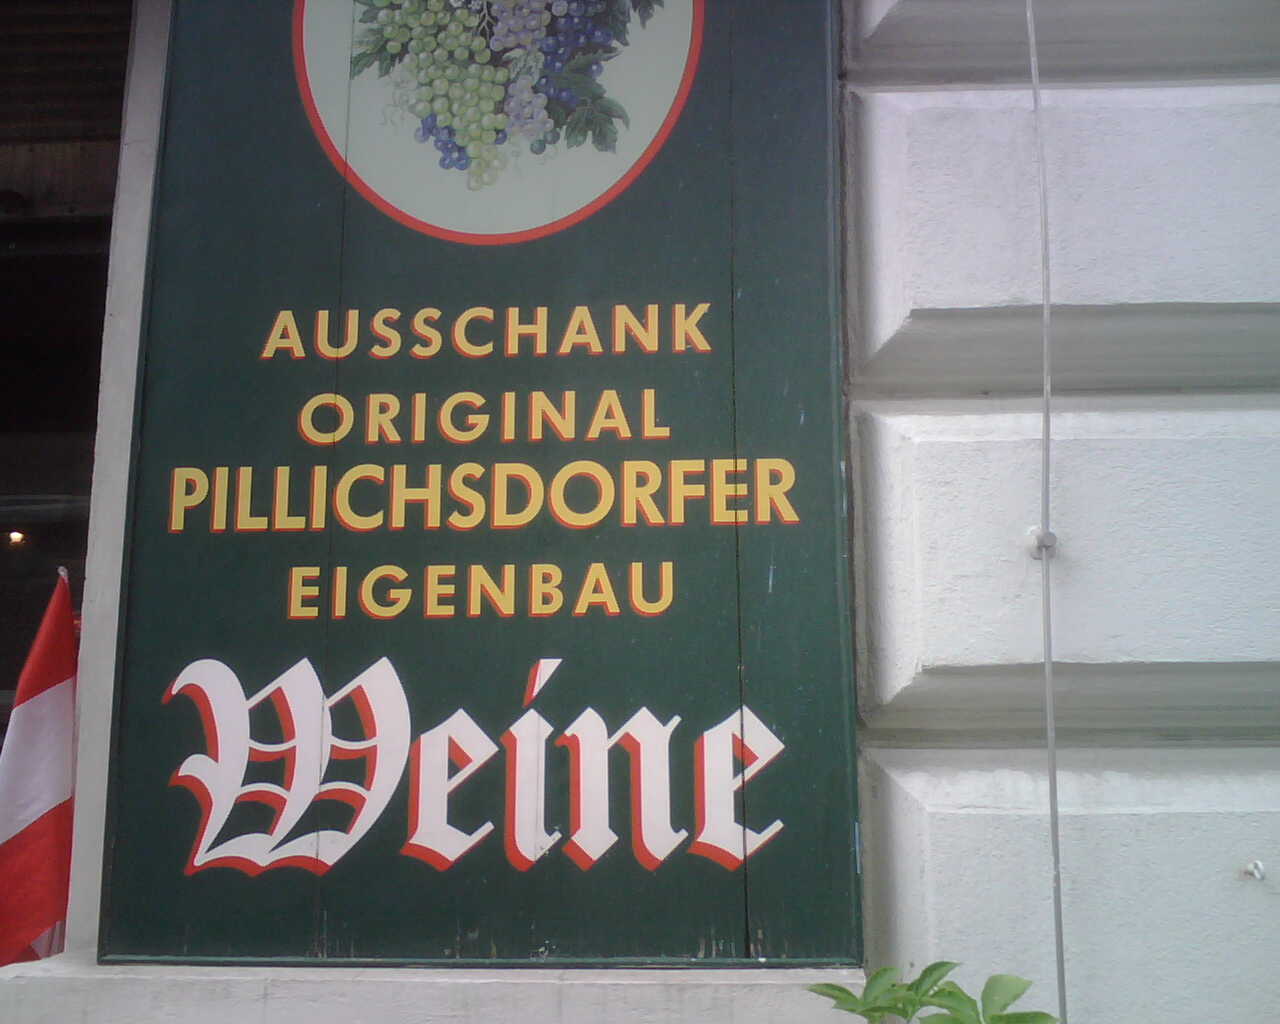 AUSSCHANK
ORIGINAL
PILLICHSDORFER
EIGENBAU
Weine